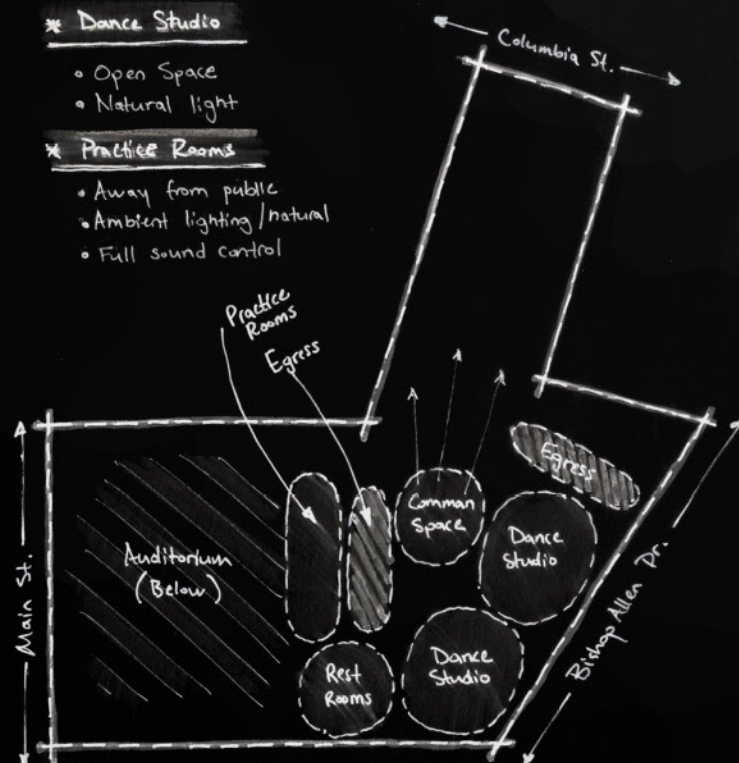 * Dance Studio
• Open Space
• Natural light
* Practice Rooms
• Away from public
• Ambient lighting/natural
• Full sound control
Columbia St.
Practice
Rooms
Egress
Egress
Common
Space
Dance
Studio
Auditorium
(Below)
Main St.
Bishop Allen Dr.
Rest
Rooms
Dance
Studio